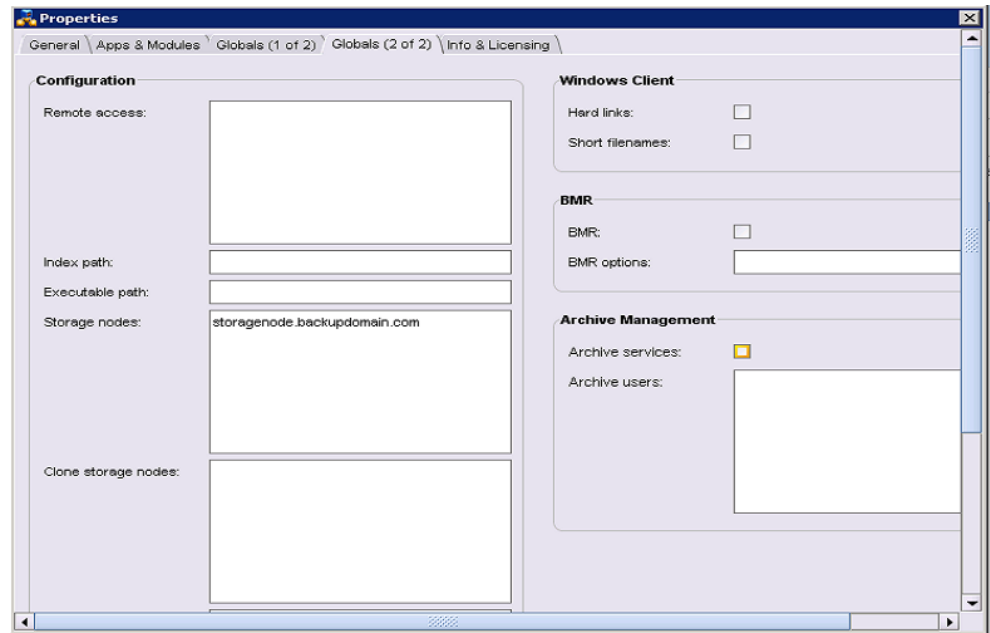 Properties
General
Apps & Modules
Globals (1 of 2)
Globals (2 of 2)
Info & Licensing
Configuration
Remote access:
Index path:
Executable path:
Storage nodes:
storagenode.backupdomain.com
Clone storage nodes:
Windows Client
Hard links:
Short filenames:
BMR
BMR:
BMR options:
Archive Management
Archive services:
Archive users: